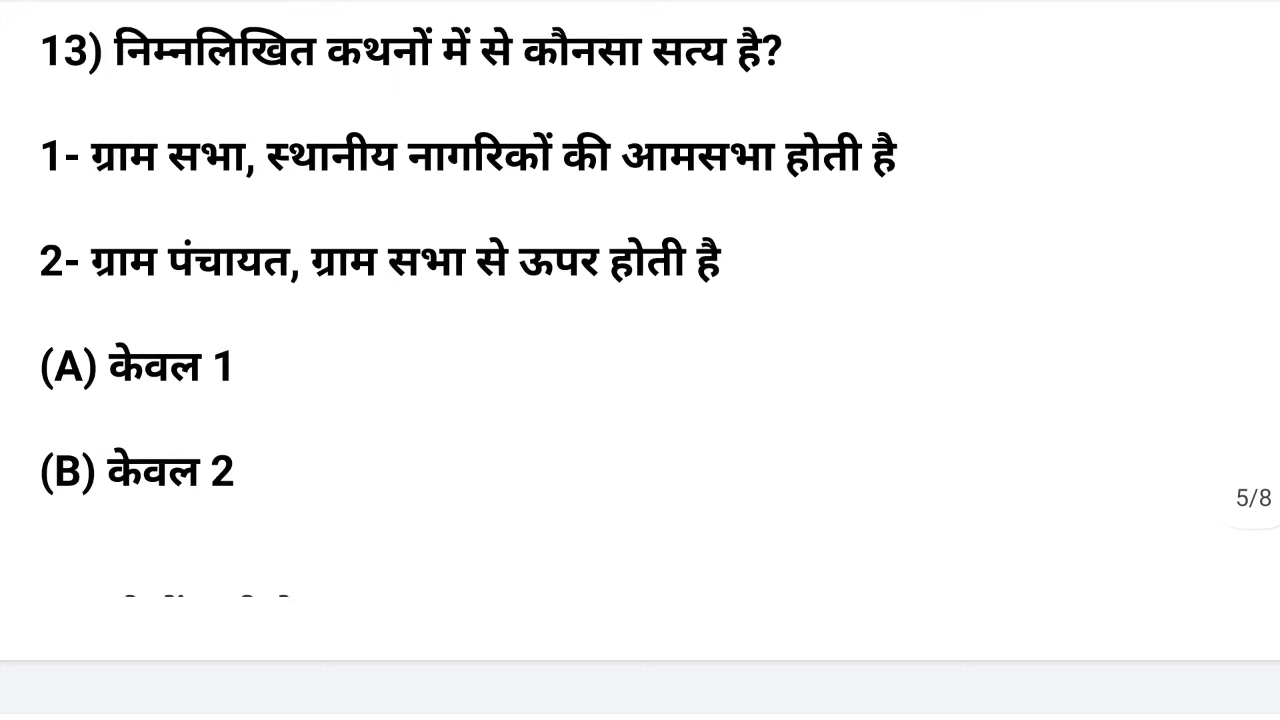 13) निम्नलिखित कथनों में से कौनसा सत्य है?
1- ग्राम सभा, स्थानीय नागरिकों की आमसभा होती है
2- ग्राम पंचायत, ग्राम सभा से ऊपर होती है
(A) केवल 1
(B) केवल 2
5/8